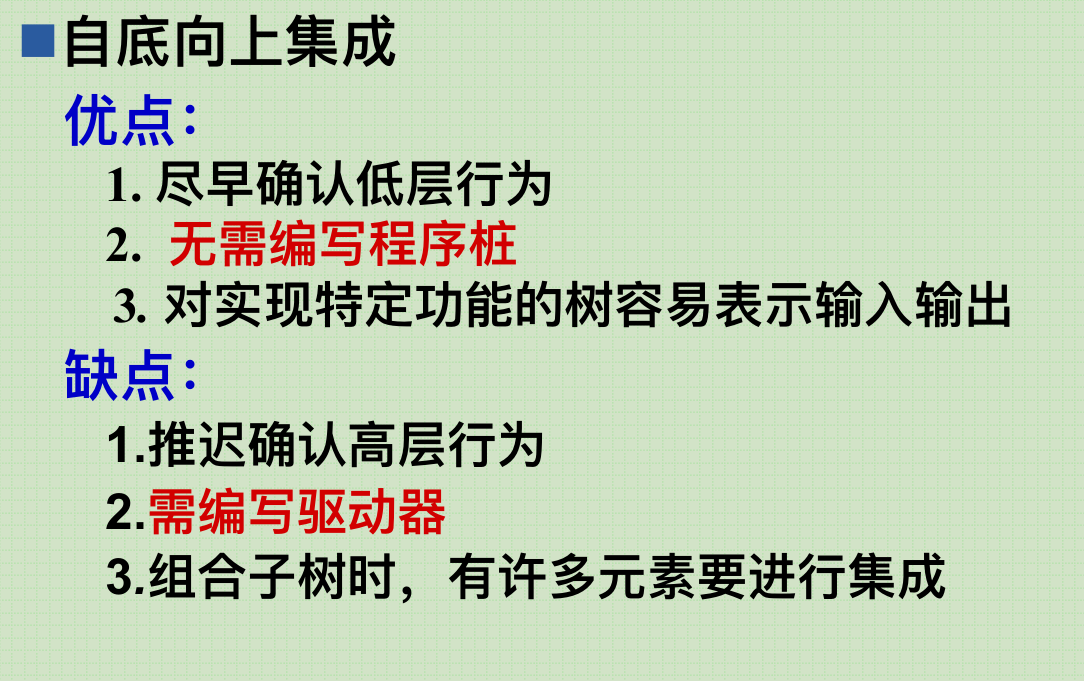 自底向上集成
优点：
1. 尽早确认低层行为
2. 无需编写程序桩
3. 对实现特定功能的树容易表示输入输出
缺点：
1.推迟确认高层行为
2.需编写驱动器
3.组合子树时，有许多元素要进行集成